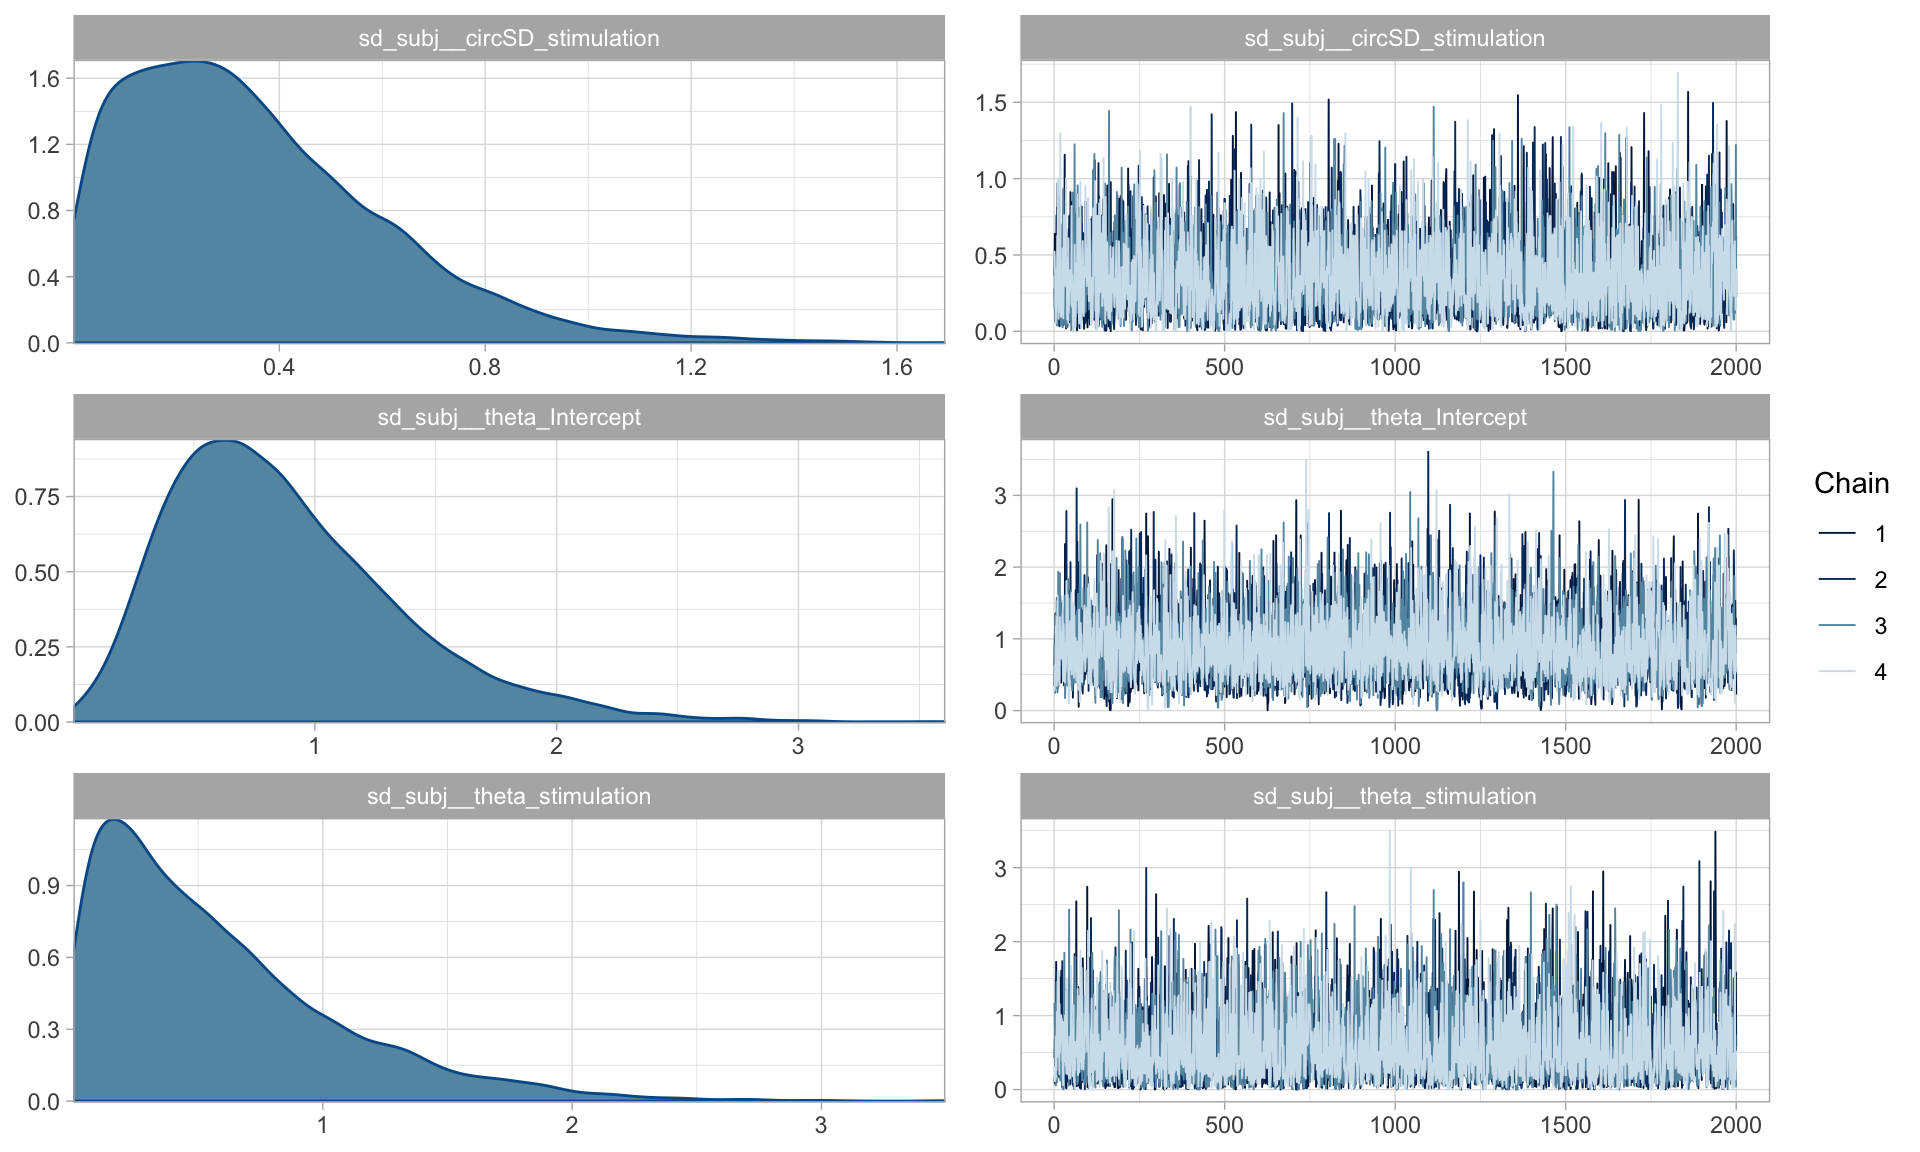 sd_subj__circSD_stimulation
1.6
1.2
0.8
0.4
0.0
0.4 0.8 1.2 1.6
sd_subj__circSD_stimulation
1.5
1.0
0.5
0.0
0 500 1000 1500 2000
sd_subj__theta_Intercept
0.75
0.50
0.25
0.00
1 2 3
sd_subj__theta_Intercept
3
2
1
0
0 500 1000 1500 2000
sd_subj__theta_stimulation
0.9
0.6
0.3
0.0
1 2 3
sd_subj__theta_stimulation
3
2
1
0
0 500 1000 1500 2000
Chain
1
2
3
4